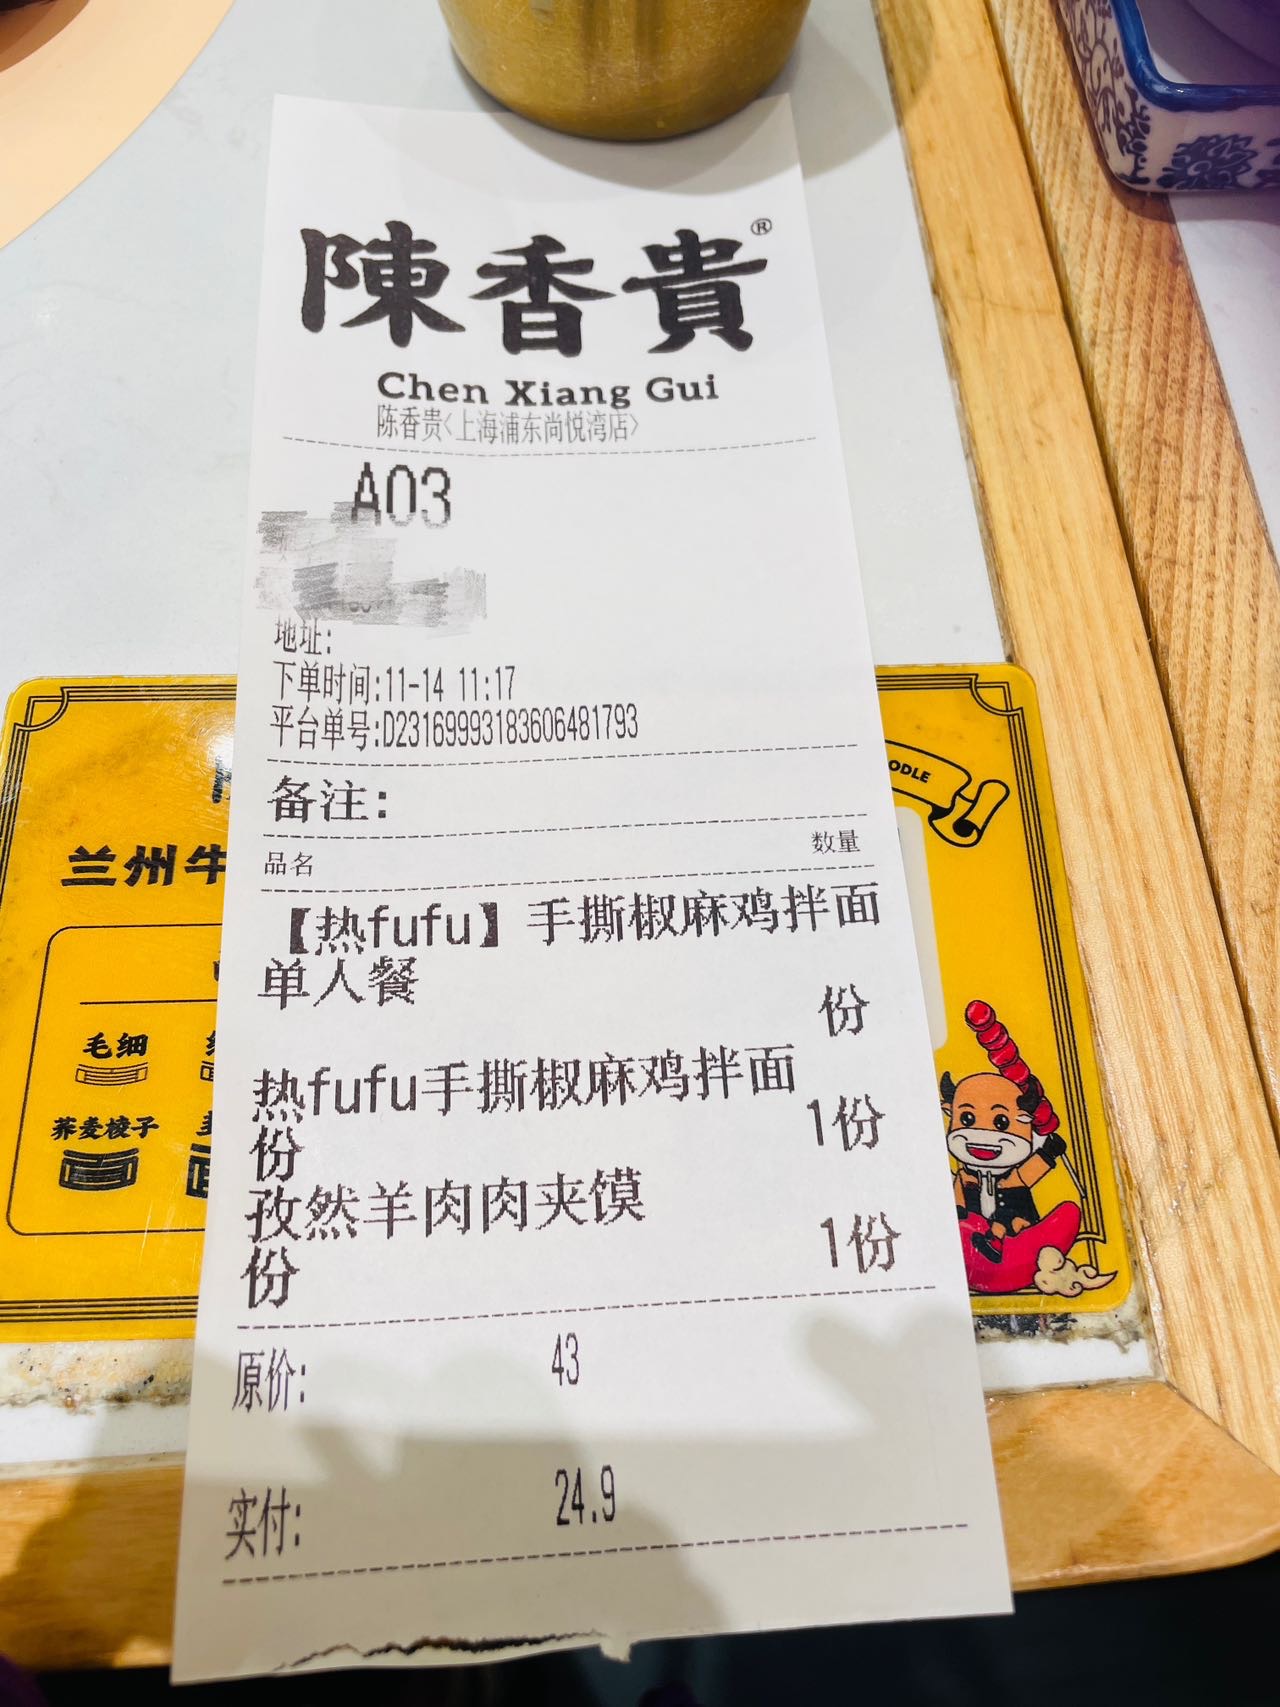 陳香貴®
Chen Xiang Gui
陈香贵<上海浦东尚悦湾店>
A03
地址:
下单时间:11-14 11:17
平台单号:D23169993183606481793
备注:
品名 数量
【热fufu】手撕椒麻鸡拌面
单人餐
份
热fufu手撕椒麻鸡拌面
份 1份
孜然羊肉肉夹馍
份 1份
原价: 43
实付: 24.9
兰州牛
毛细
荞麦棱子
ODLE